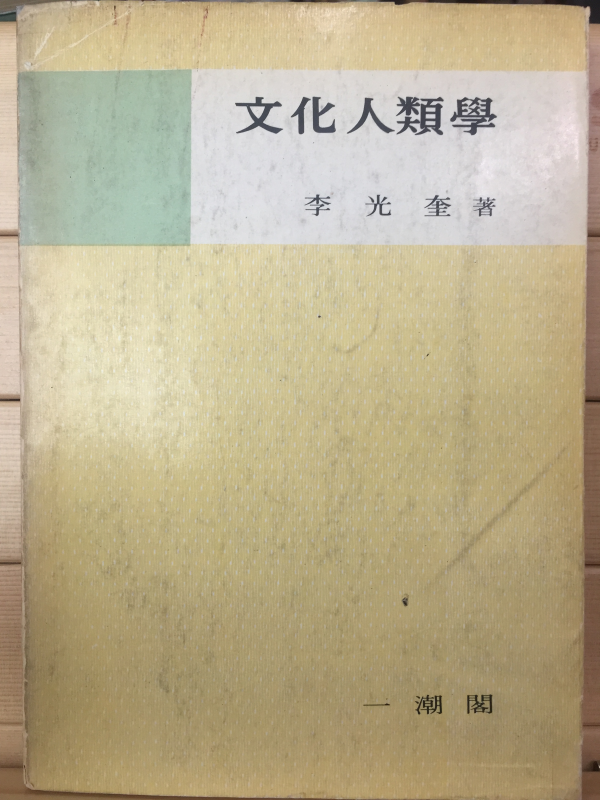 文化人類學
李光奎 著
一潮閣